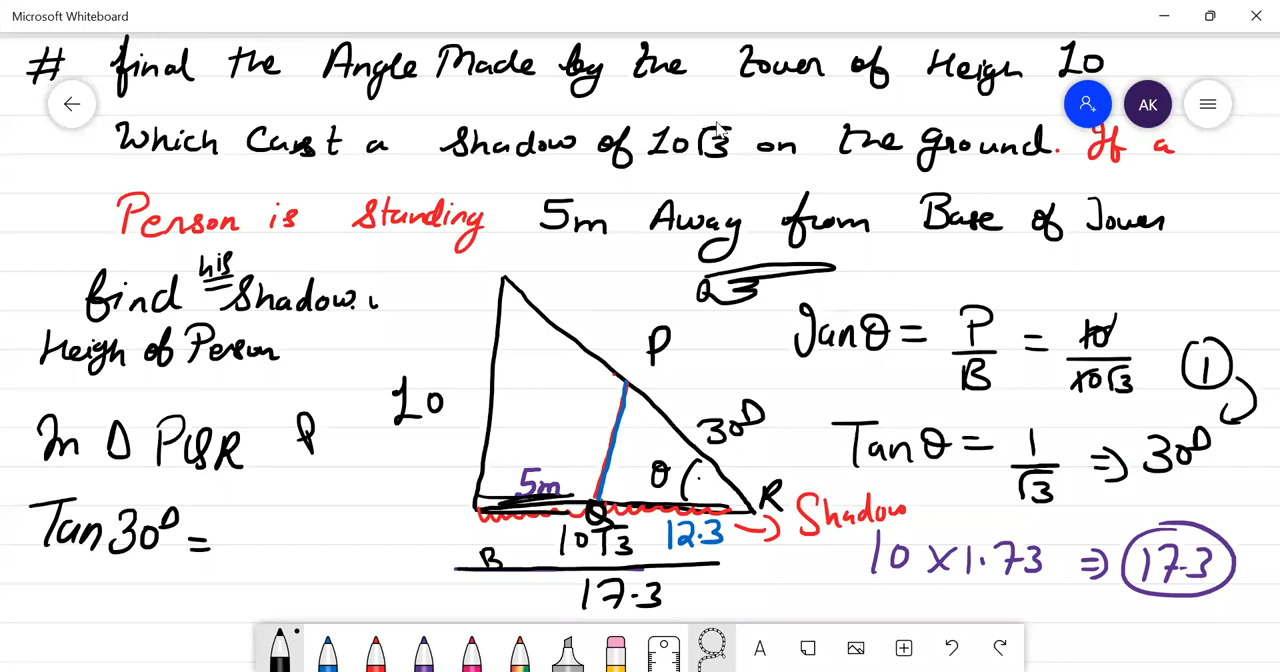 Microsoft Whiteboard
# find the Angle Made by the tower of Heigh 10
AK
Which Cast a Shadow of 10√3 on the ground. If a
Person is Standing 5m Away from Base of Tower
find his Shadow.
Heigh of Person
In Δ PQR P
Tan 30° =
10
P
30°
θ
R
5m
Q
10√3
12.3 → Shadow
B
17.3
Tanθ = P/B = 10/10√3 ①
Tanθ = 1/√3 ⇒ 30°
10 × 1.73 ⇒ 17.3
A